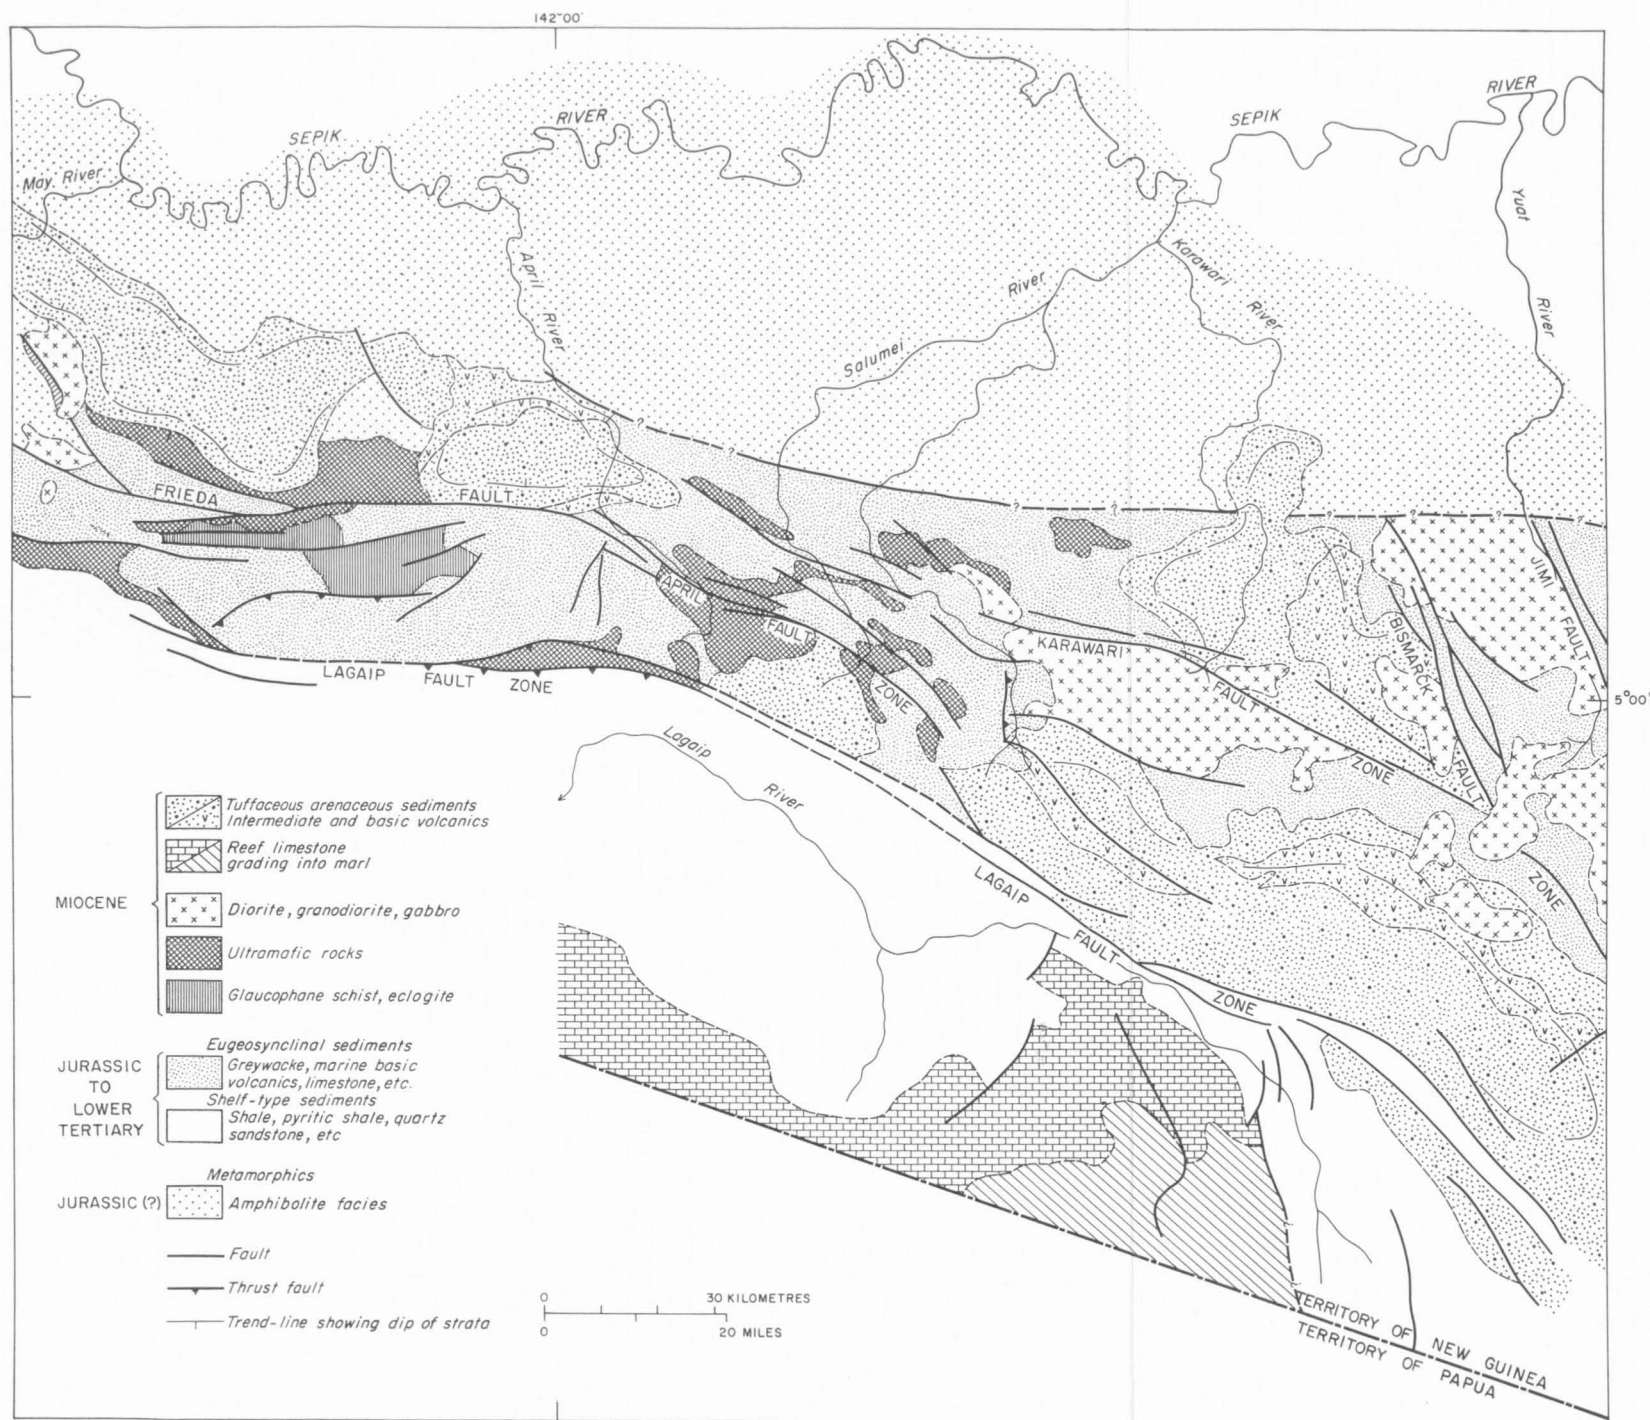 142°00'
SEPIK
RIVER
SEPIK
RIVER
May River
April
River
Salumei
River
Karawari
River
Yuat
River
FRIEDA
FAULT
APRIL
FAULT
ZONE
KARAWARI
FAULT
ZONE
BISMARCK
FAULT
ZONE
JIMI
FAULT
5°00'
LAGAIP
FAULT
ZONE
Lagaip
River
LAGAIP
FAULT
ZONE
?
?
?
?
?
?
?
?
?
MIOCENE
Tuffaceous arenaceous sediments
Intermediate and basic volcanics
Reef limestone
grading into marl
Diorite, granodiorite, gabbro
Ultramafic rocks
Glaucophane schist, eclogite
JURASSIC
TO
LOWER
TERTIARY
Eugeosynclinal sediments
Greywacke, marine basic
volcanics, limestone, etc.
Shelf-type sediments
Shale, pyritic shale, quartz
sandstone, etc
Metamorphics
JURASSIC (?)
Amphibolite facies
Fault
Thrust fault
Trend-line showing dip of strata
0 30 KILOMETRES
0 20 MILES
TERRITORY OF NEW GUINEA
TERRITORY OF PAPUA